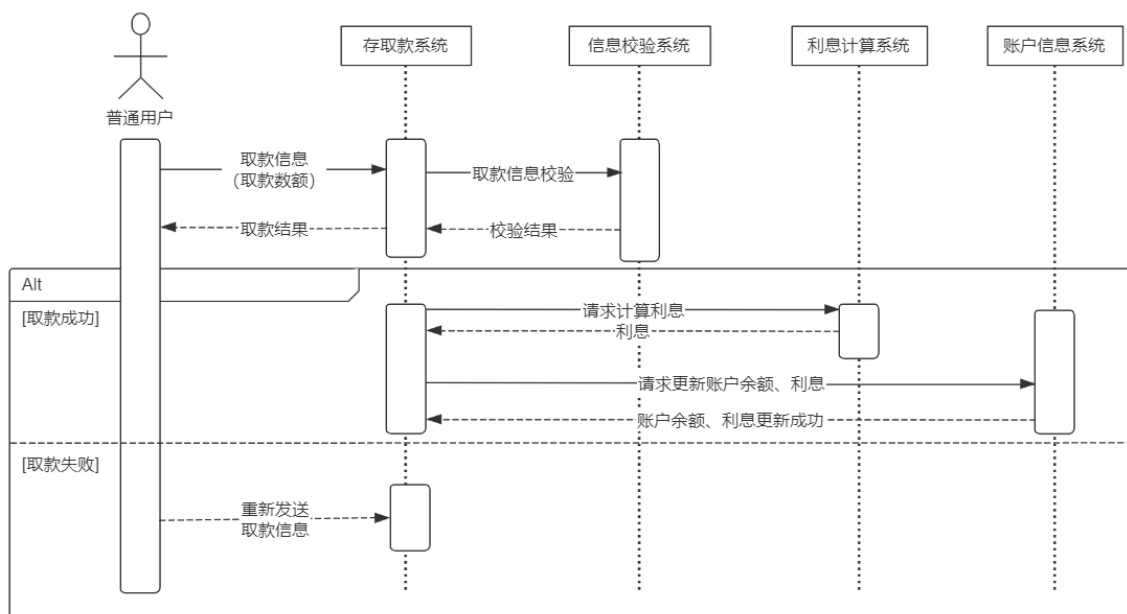 存取款系统
信息校验系统
利息计算系统
账户信息系统
普通用户
取款信息
（取款数额）
取款信息校验
取款结果
校验结果
Alt
[取款成功]
请求计算利息
利息
请求更新账户余额、利息
账户余额、利息更新成功
[取款失败]
重新发送
取款信息